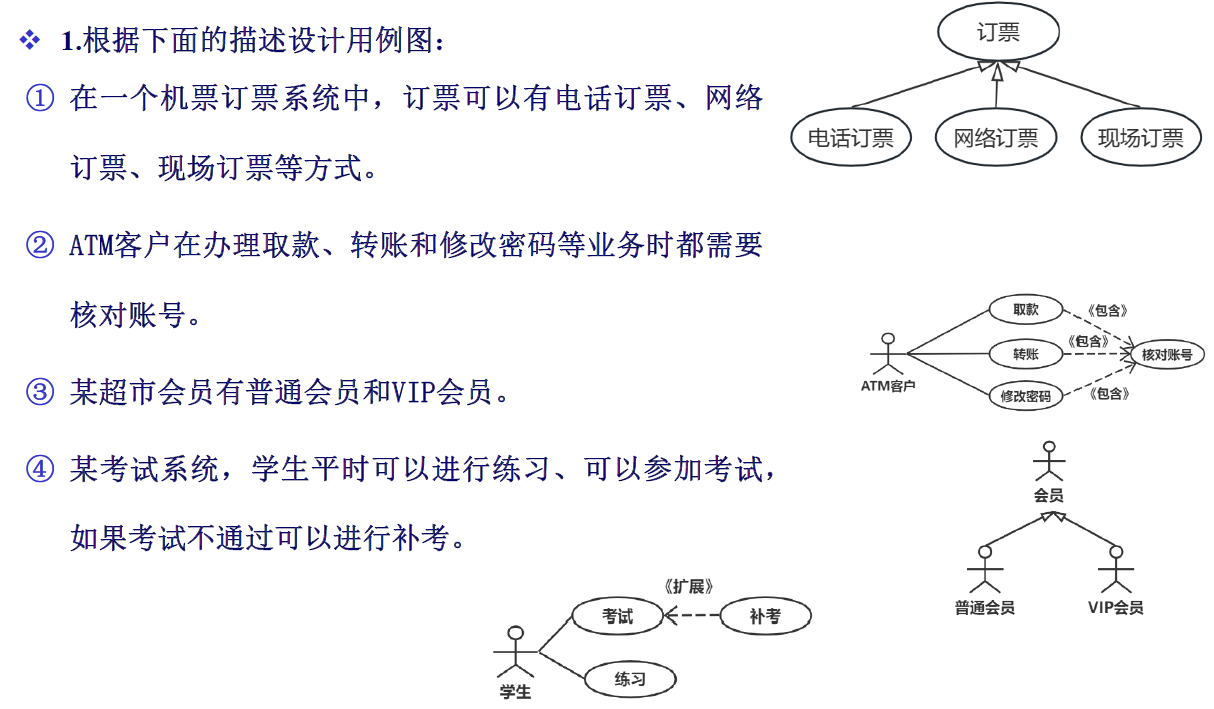 ❖ 1.根据下面的描述设计用例图：
① 在一个机票订票系统中，订票可以有电话订票、网络
订票、现场订票等方式。
订票
电话订票
网络订票
现场订票
② ATM客户在办理取款、转账和修改密码等业务时都需要
核对账号。
取款
《包含》
转账
《包含》
核对账号
ATM客户
修改密码
《包含》
③ 某超市会员有普通会员和VIP会员。
会员
普通会员
VIP会员
④ 某考试系统，学生平时可以进行练习、可以参加考试，
如果考试不通过可以进行补考。
《扩展》
考试
补考
练习
学生